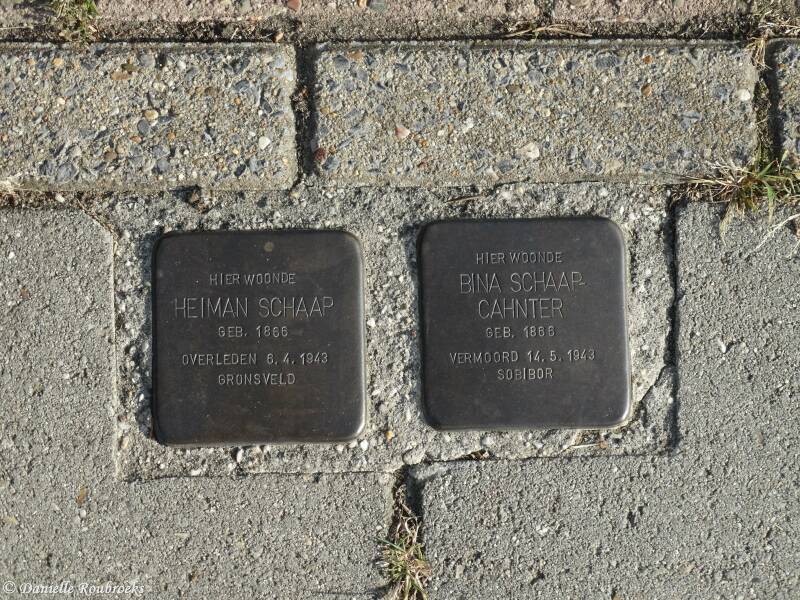 HIER WOONDE
HEIMAN SCHAAP
GEB. 1866
OVERLEDEN 6.4.1943
GRONSVELD
HIER WOONDE
BINA SCHAAP-
CAHNTER
GEB. 1866
VERMOORD 14.5.1943
SOBIBOR
© Danielle Roubroeks